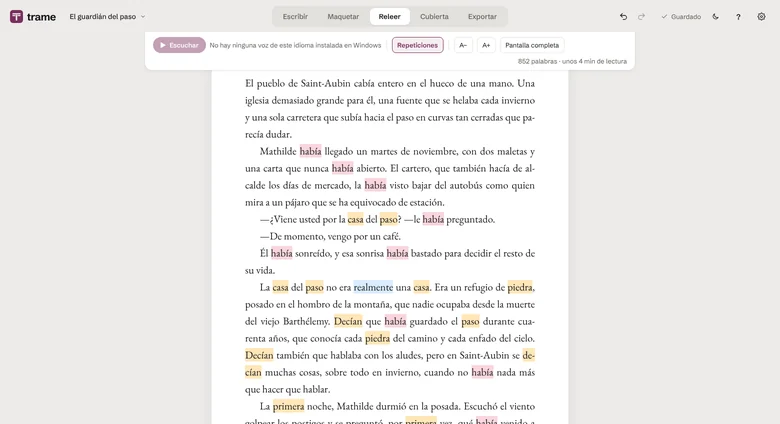 trame
El guardián del paso
Escribir
Maquetar
Releer
Cubierta
Exportar
Guardado
?
Escuchar
No hay ninguna voz de este idioma instalada en Windows
Repeticiones
A−
A+
Pantalla completa
852 palabras · unos 4 min de lectura
El pueblo de Saint-Aubin cabía entero en el hueco de una mano. Una
iglesia demasiado grande para él, una fuente que se helaba cada invierno
y una sola carretera que subía hacia el paso en curvas tan cerradas que pa-
recía dudar.
Mathilde había llegado un martes de noviembre, con dos maletas y
una carta que nunca había abierto. El cartero, que también hacía de al-
calde los días de mercado, la había visto bajar del autobús como quien
mira a un pájaro que se ha equivocado de estación.
—¿Viene usted por la casa del paso? —le había preguntado.
—De momento, vengo por un café.
Él había sonreído, y esa sonrisa había bastado para decidir el resto de
su vida.
La casa del paso no era realmente una casa. Era un refugio de piedra,
posado en el hombro de la montaña, que nadie ocupaba desde la muerte
del viejo Barthélemy. Decían que había guardado el paso durante cua-
renta años, que conocía cada piedra del camino y cada enfado del cielo.
Decían también que hablaba con los aludes, pero en Saint-Aubin se de-
cían muchas cosas, sobre todo en invierno, cuando no había nada más
que hacer que hablar.
La primera noche, Mathilde durmió en la posada. Escuchó el viento
golpear los postigos y se preguntó, por primera vez, qué había venido a